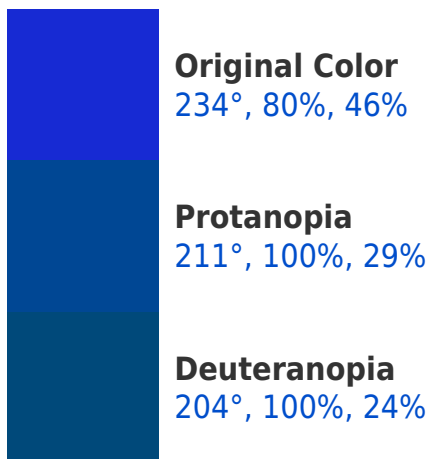 Original Color
234°, 80%, 46%
Protanopia
211°, 100%, 29%
Deuteranopia
204°, 100%, 24%